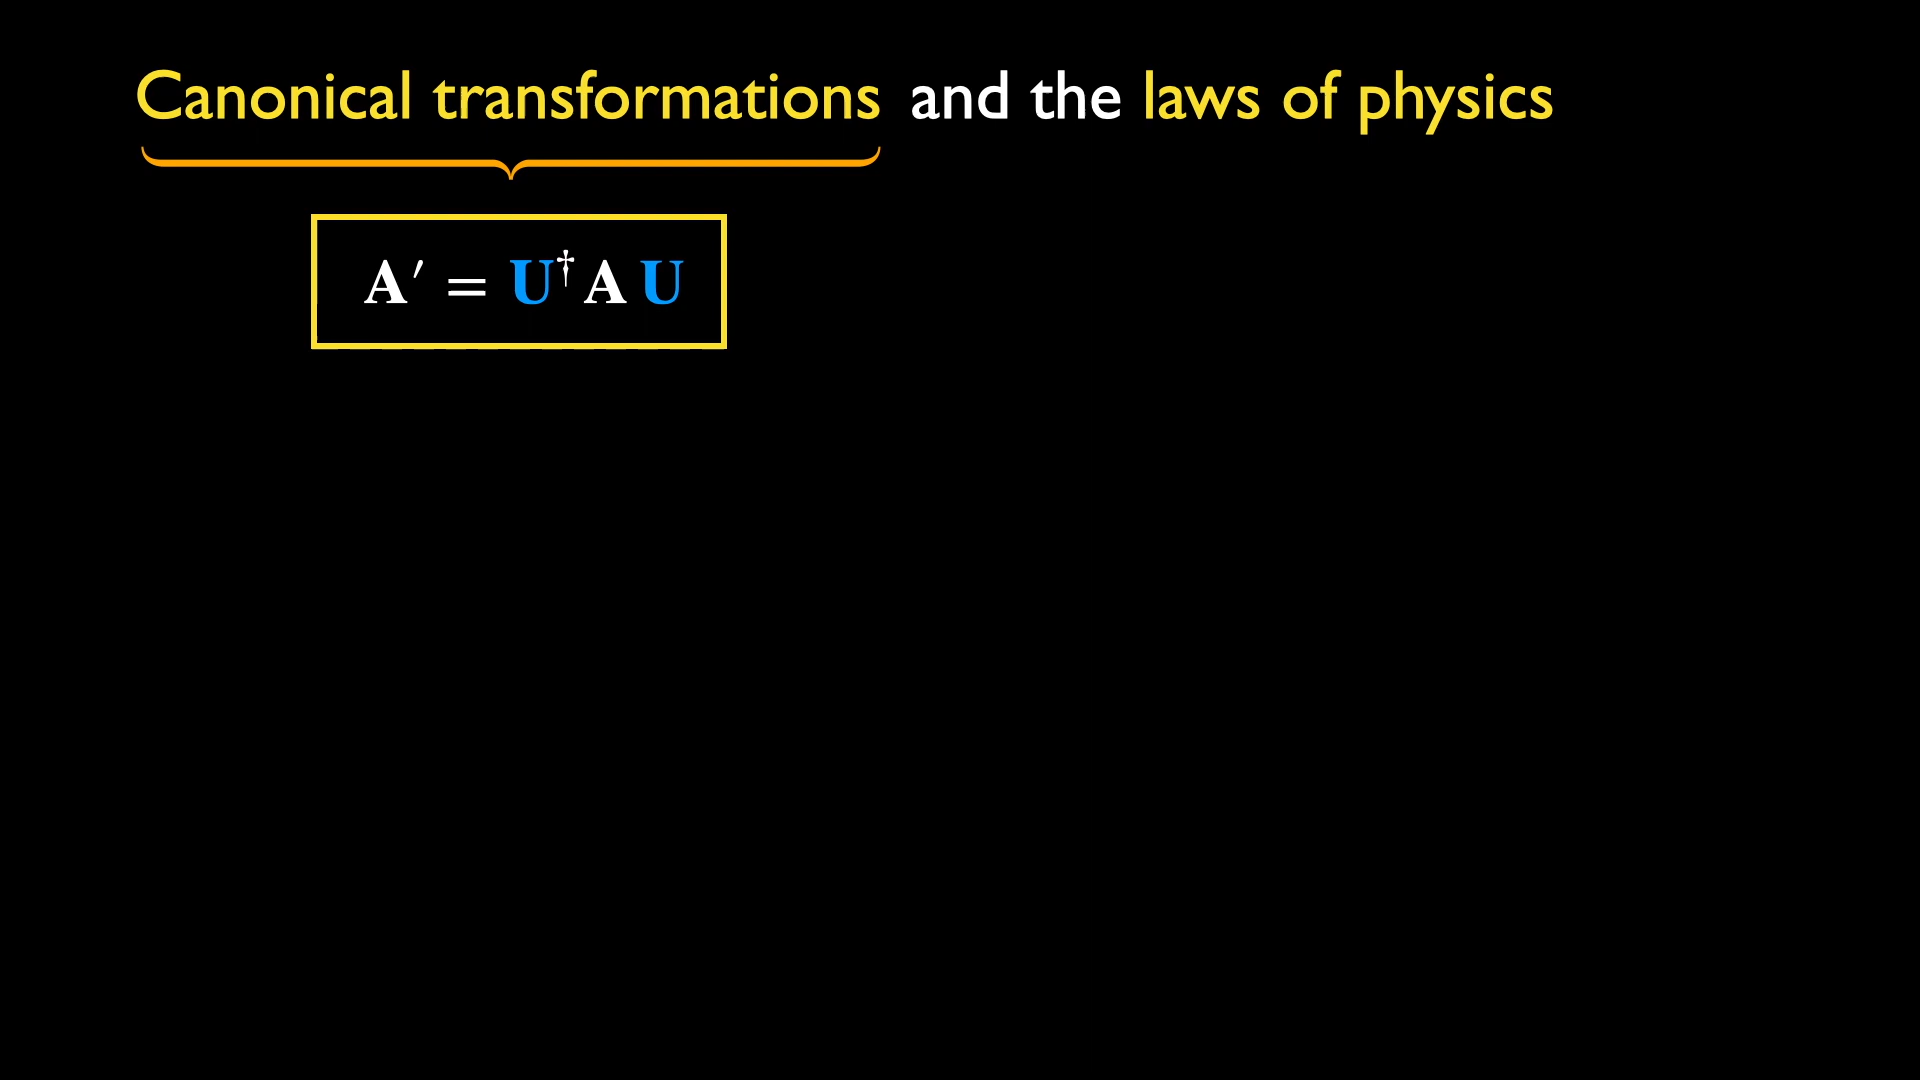 Canonical transformations and the laws of physics
A′ = U†A U